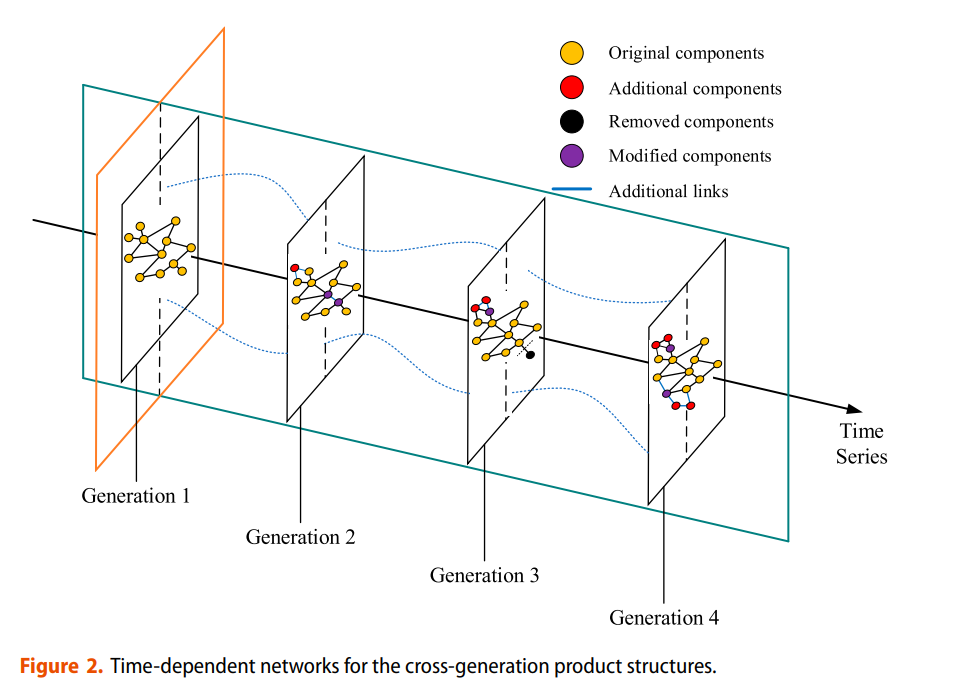 Original components
Additional components
Removed components
Modified components
Additional links
Time
Series
Generation 1
Generation 2
Generation 3
Generation 4
Figure 2. Time-dependent networks for the cross-generation product structures.